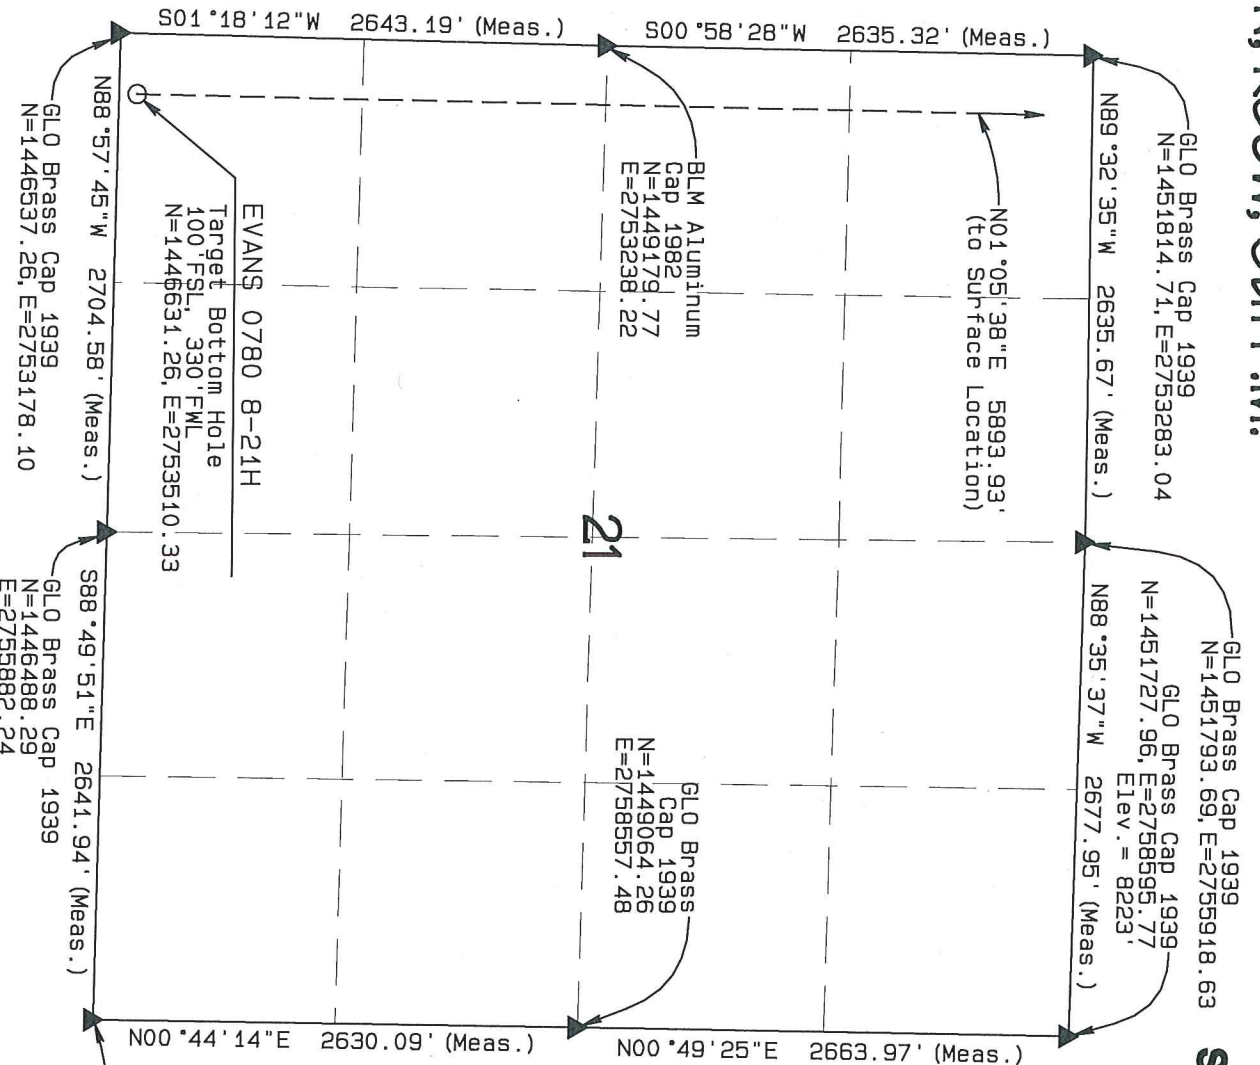 S01°18'12"W 2643.19' (Meas.)
S00°58'28"W 2635.32' (Meas.)
GLO Brass Cap 1939
N=1451814.71, E=2753283.04
N89°32'35"W 2635.67' (Meas.)
GLO Brass Cap 1939
N=1451793.69, E=2755918.63
GLO Brass Cap 1939
N=1451727.96, E=2758595.77
Elev.= 8223'
N88°35'37"W 2677.95' (Meas.)
N01°05'38"E 5893.93'
(to Surface Location)
BLM Aluminum
Cap 1982
N=1449179.77
E=2753238.22
21
GLO Brass
Cap 1939
N=1449064.26
E=2758557.48
EVANS 0780 8-21H
Target Bottom Hole
100'FSL, 330'FWL
N=1446631.26, E=2753510.33
N88°57'45"W 2704.58' (Meas.)
GLO Brass Cap 1939
N=1446537.26, E=2753178.10
S88°49'51"E 2641.94' (Meas.)
GLO Brass Cap 1939
N=1446488.29
E=2755882.24
N00°44'14"E 2630.09' (Meas.)
N00°49'25"E 2663.97' (Meas.)